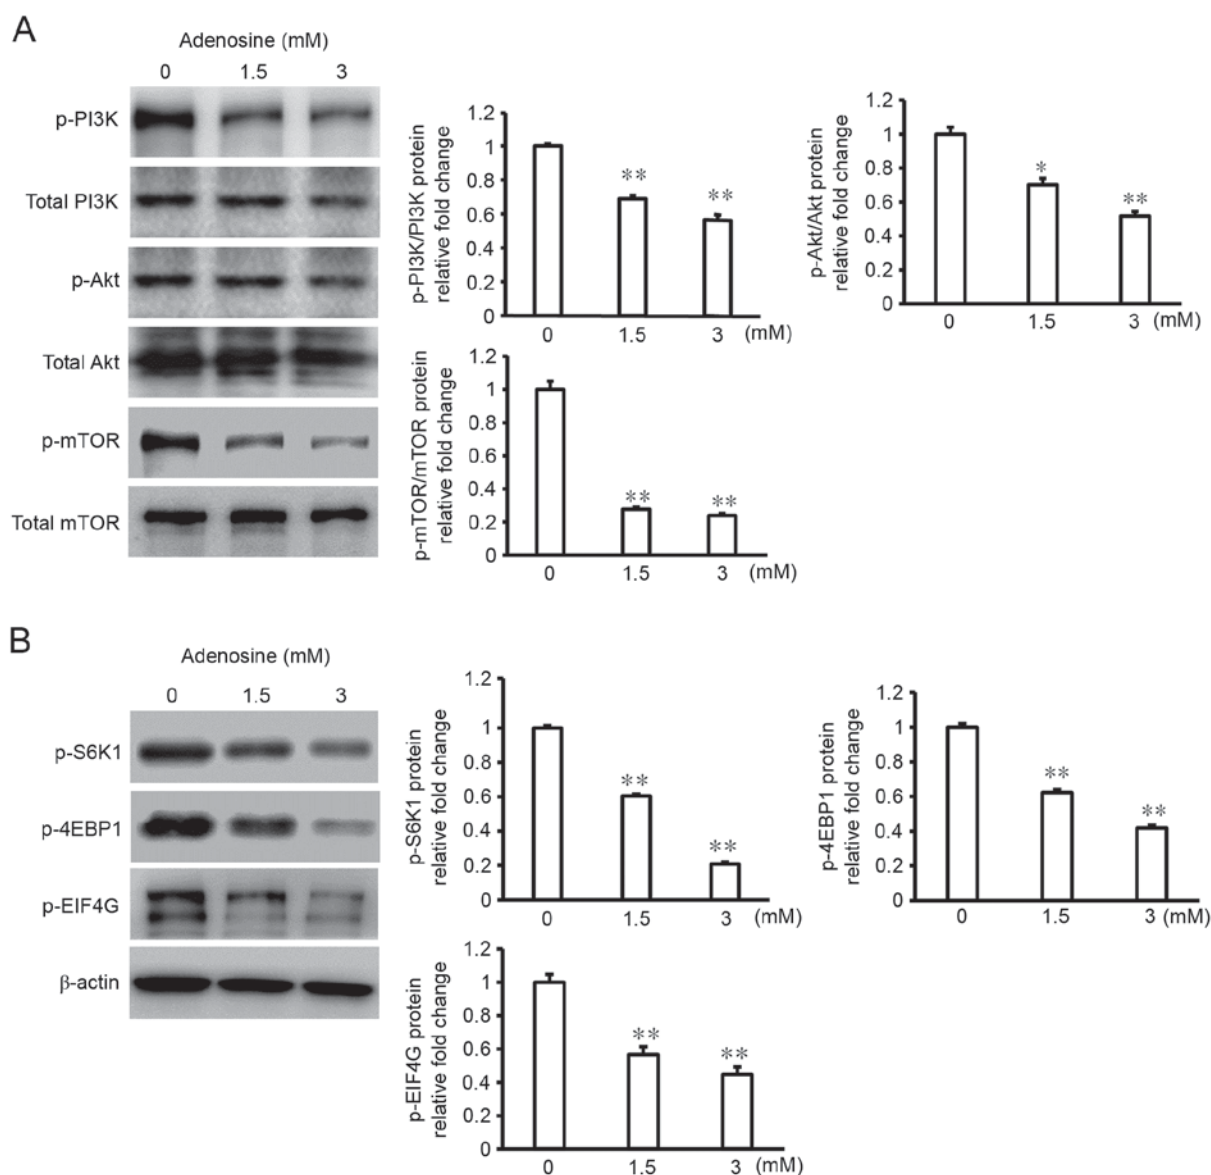 A
Adenosine (mM)
0 1.5 3
p-PI3K
Total PI3K
p-Akt
Total Akt
p-mTOR
Total mTOR
p-PI3K/PI3K protein
relative fold change
1.2
1
0.8
0.6
0.4
0.2
0
** **
0 1.5 3 (mM)
p-Akt/Akt protein
relative fold change
1.2
1
0.8
0.6
0.4
0.2
0
* **
0 1.5 3 (mM)
p-mTOR/mTOR protein
relative fold change
1.2
1
0.8
0.6
0.4
0.2
0
** **
0 1.5 3 (mM)
B
Adenosine (mM)
0 1.5 3
p-S6K1
p-4EBP1
p-EIF4G
β-actin
p-S6K1 protein
relative fold change
1.2
1
0.8
0.6
0.4
0.2
0
** **
0 1.5 3 (mM)
p-4EBP1 protein
relative fold change
1.2
1
0.8
0.6
0.4
0.2
0
** **
0 1.5 3 (mM)
p-EIF4G protein
relative fold change
1.2
1
0.8
0.6
0.4
0.2
0
** **
0 1.5 3 (mM)